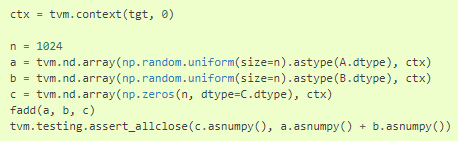 ctx = tvm.context(tgt, 0)
n = 1024
a = tvm.nd.array(np.random.uniform(size=n).astype(A.dtype), ctx)
b = tvm.nd.array(np.random.uniform(size=n).astype(B.dtype), ctx)
c = tvm.nd.array(np.zeros(n, dtype=C.dtype), ctx)
fadd(a, b, c)
tvm.testing.assert_allclose(c.asnumpy(), a.asnumpy() + b.asnumpy())